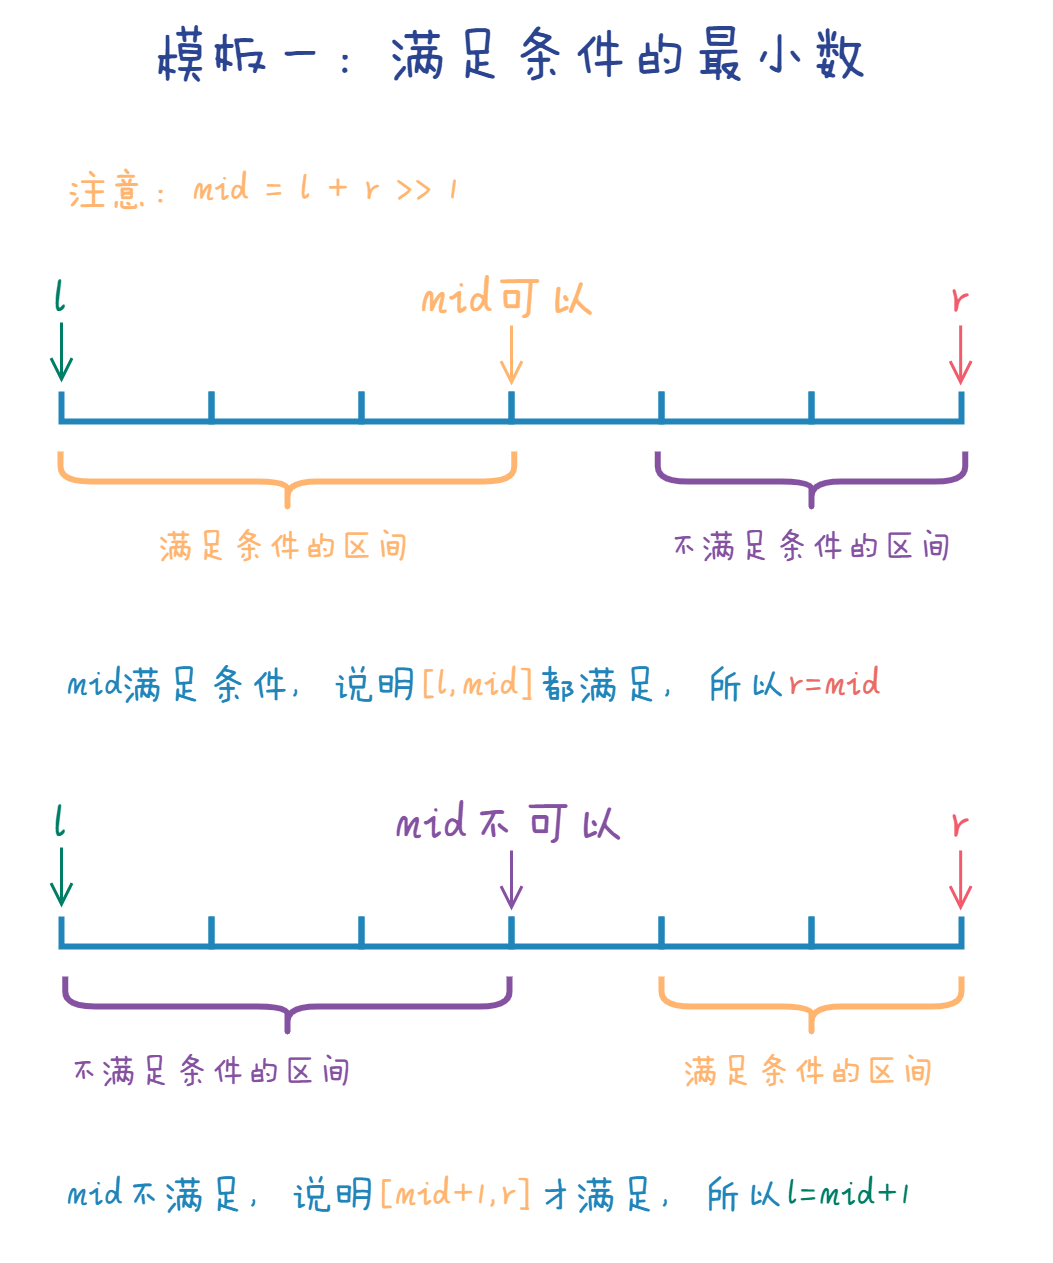 模板一：满足条件的最小数
注意：mid = l + r >> 1
l mid可以 r
满足条件的区间 不满足条件的区间
mid满足条件，说明[l,mid]都满足，所以r=mid
l mid不可以 r
不满足条件的区间 满足条件的区间
mid不满足，说明[mid+1,r]才满足，所以l=mid+1